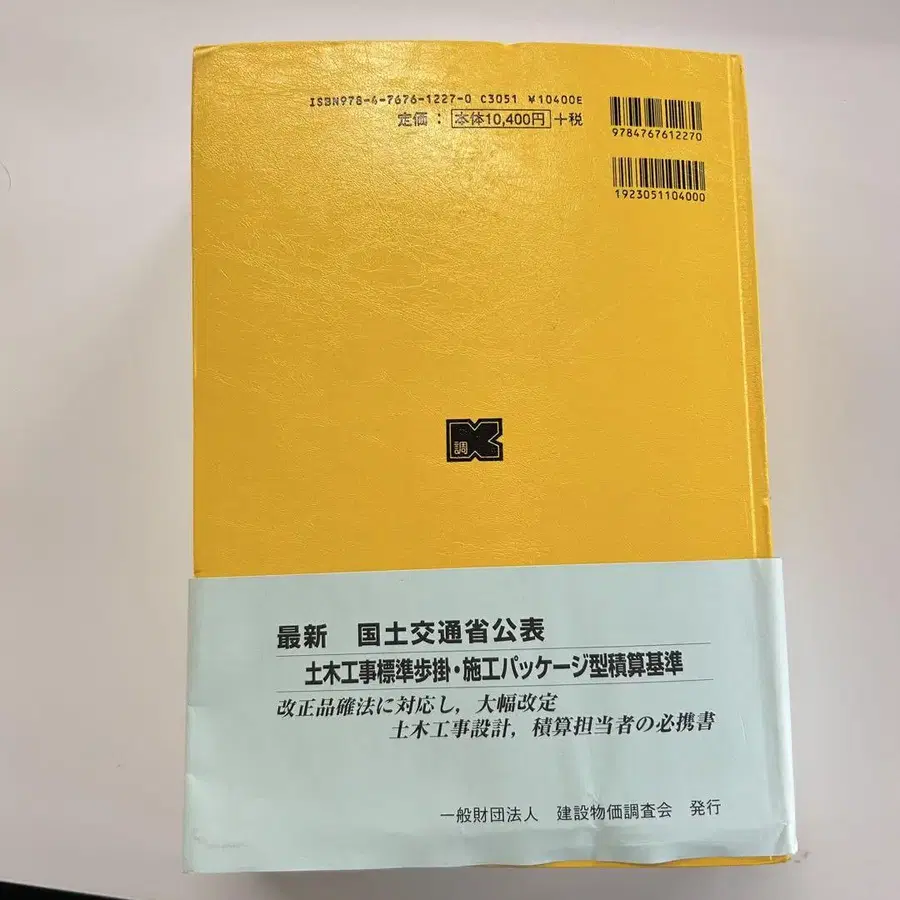 ISBN978-4-7676-1227-0 C3051 ¥10400E
定価：本体10,400円+税
9784767612270
1923051104000
調
最新 国土交通省公表
土木工事標準歩掛・施工パッケージ型積算基準
改正品確法に対応し，大幅改定
土木工事設計，積算担当者の必携書
一般財団法人 建設物価調査会 発行